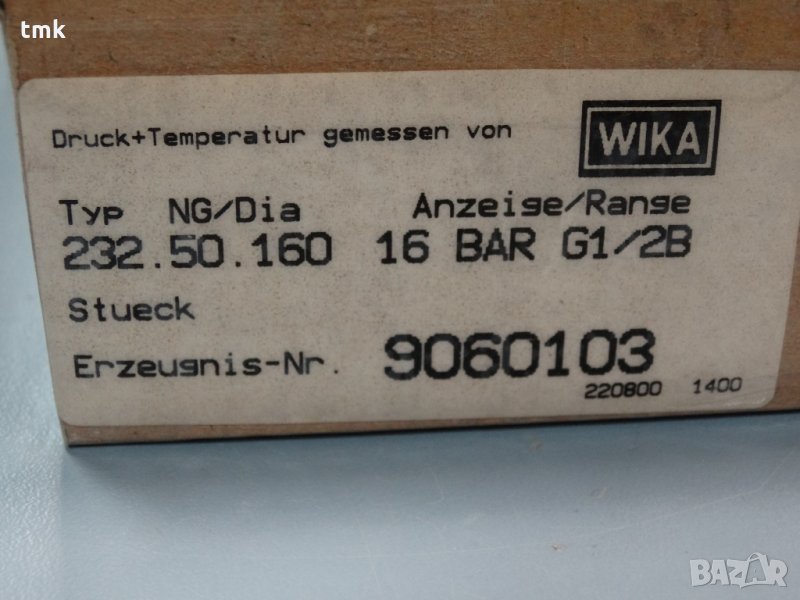 tmk
Druck+Temperatur gemessen von
WIKA
Typ NG/Dia Anzeige/Range
232.50.160 16 BAR G1/2B
Stueck
Erzeugnis-Nr. 9060103
220800 1400
BAZAR